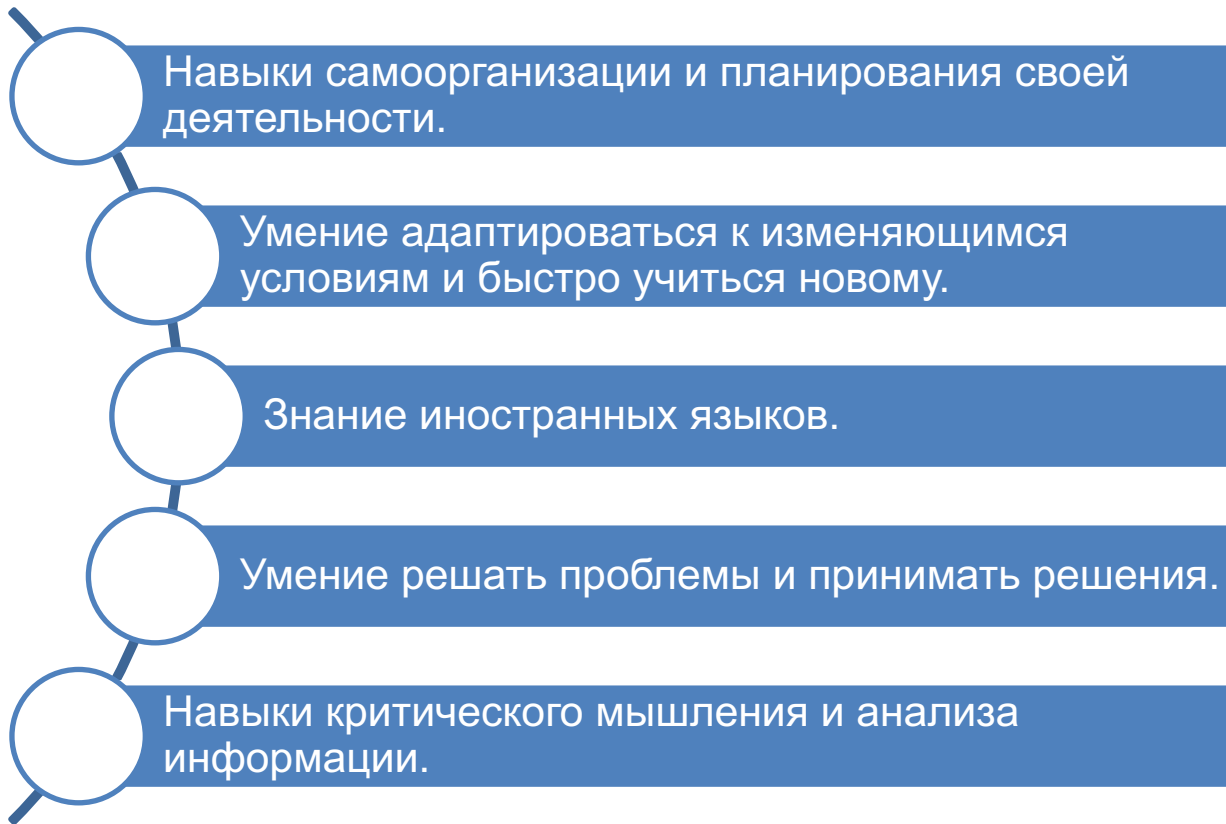 Навыки самоорганизации и планирования своей
деятельности.
Умение адаптироваться к изменяющимся
условиям и быстро учиться новому.
Знание иностранных языков.
Умение решать проблемы и принимать решения.
Навыки критического мышления и анализа
информации.